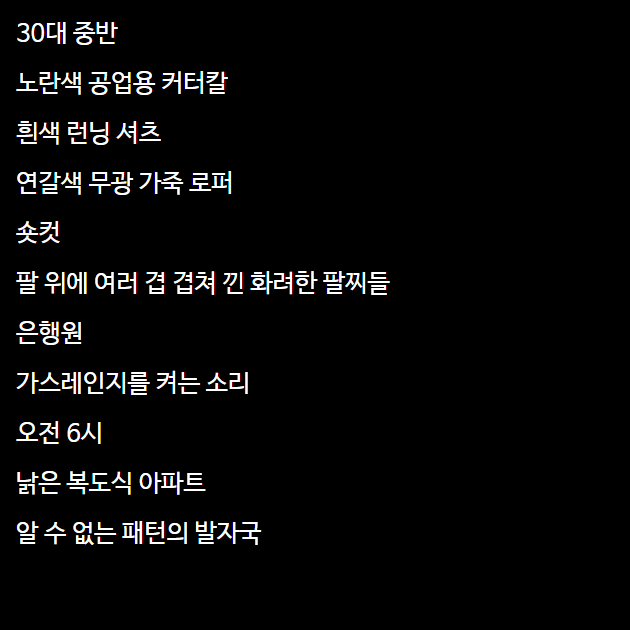 30대 중반
노란색 공업용 커터칼
흰색 런닝 셔츠
연갈색 무광 가죽 로퍼
숏컷
팔 위에 여러 겹 겹쳐 낀 화려한 팔찌들
은행원
가스레인지를 켜는 소리
오전 6시
낡은 복도식 아파트
알 수 없는 패턴의 발자국